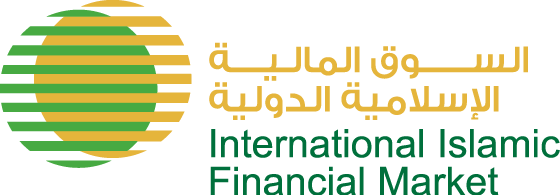 السوق المالية
الإسلامية الدولية
International Islamic
Financial Market